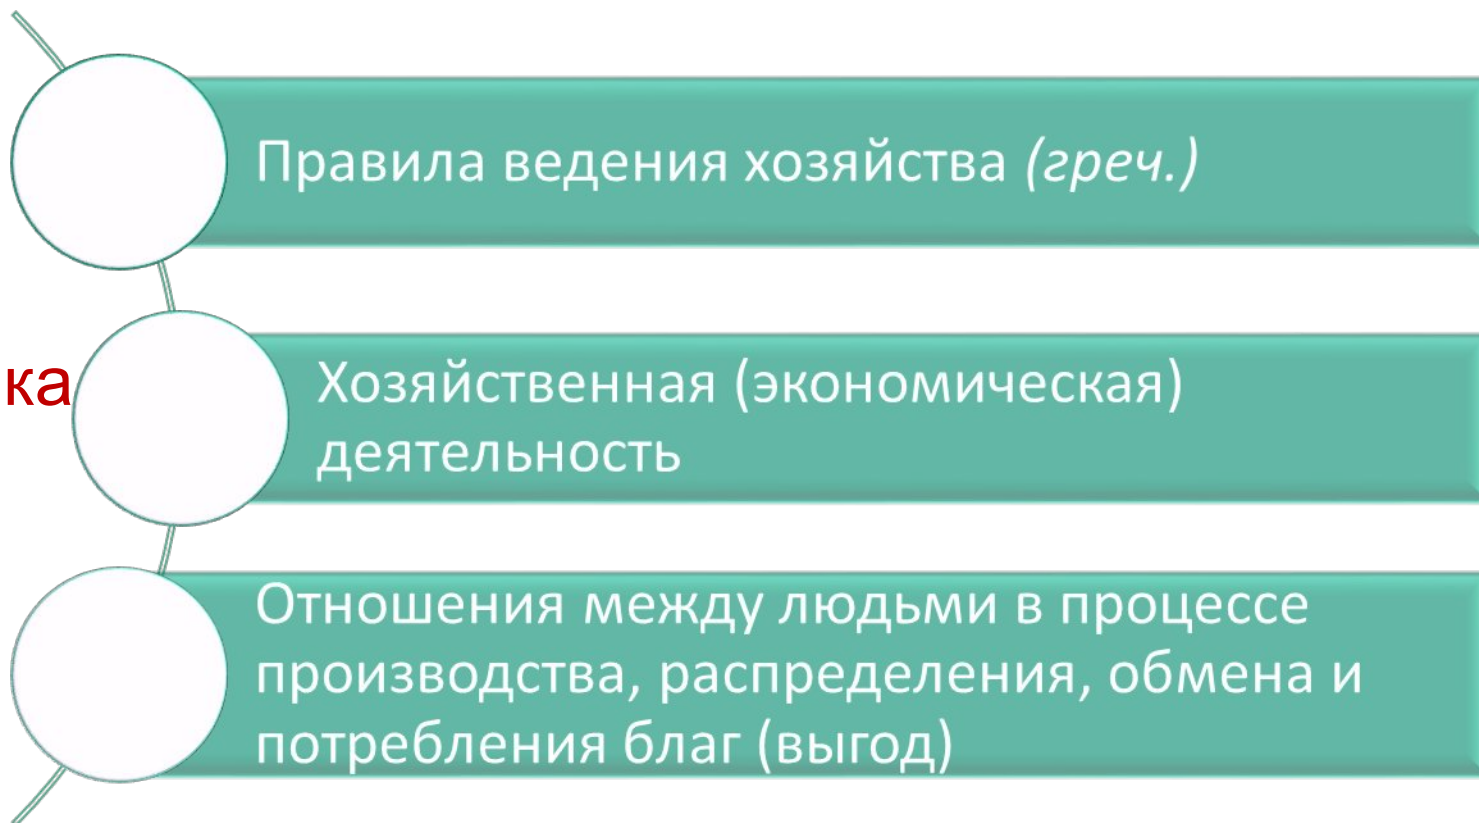 Правила ведения хозяйства (греч.)
ка
Хозяйственная (экономическая)
деятельность
Отношения между людьми в процессе
производства, распределения, обмена и
потребления благ (выгод)